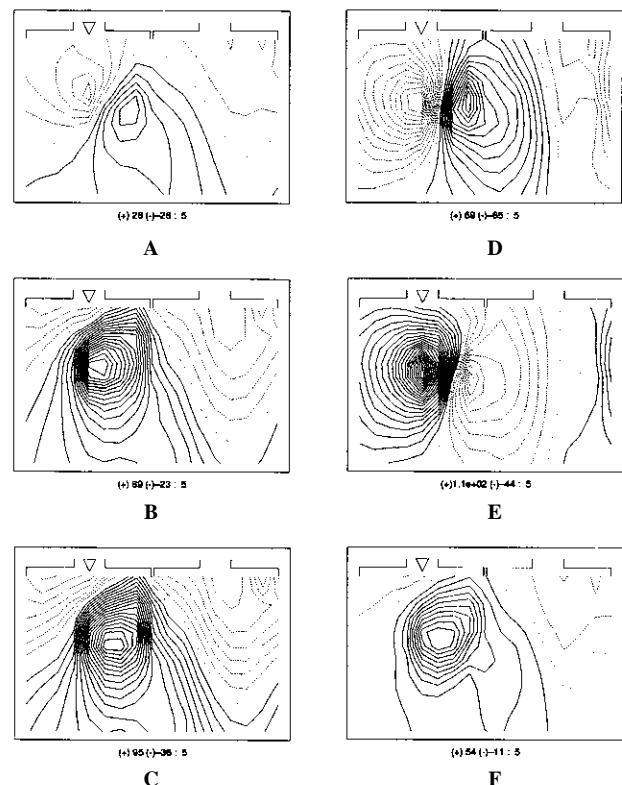 (+) 28 (-)-26 : 5
A
(+) 69 (-)-65 : 5
D
(+) 89 (-)-23 : 5
B
(+)1.1e+02 (-)-44 : 5
E
(+) 95 (-)-36 : 5
C
(+) 54 (-)-11 : 5
F